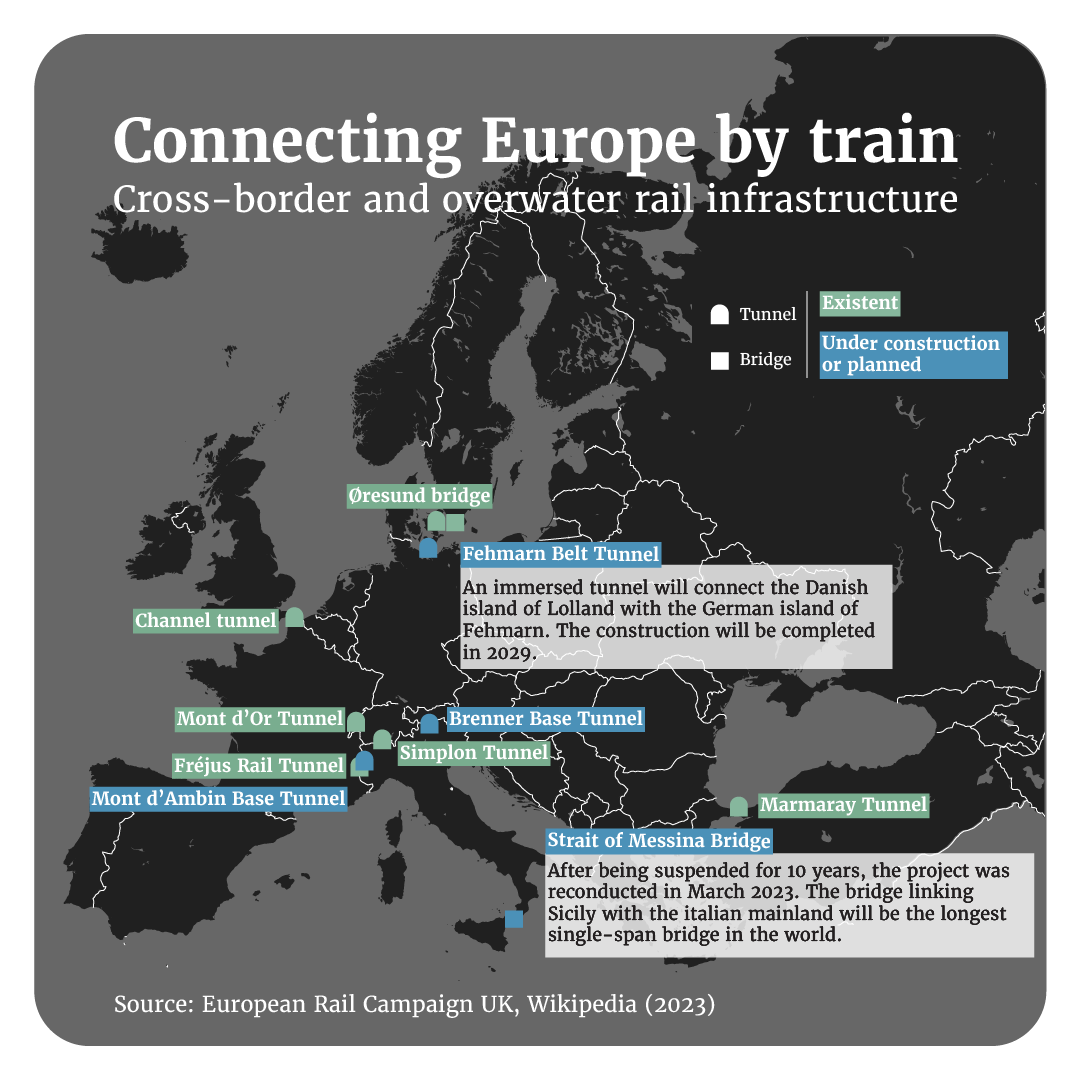 Connecting Europe by train
Cross-border and overwater rail infrastructure
Tunnel
Existent
Bridge
Under construction
or planned
Øresund bridge
Fehmarn Belt Tunnel
An immersed tunnel will connect the Danish
island of Lolland with the German island of
Fehmarn. The construction will be completed
in 2029.
Channel tunnel
Mont d'Or Tunnel
Brenner Base Tunnel
Simplon Tunnel
Fréjus Rail Tunnel
Mont d'Ambin Base Tunnel
Marmaray Tunnel
Strait of Messina Bridge
After being suspended for 10 years, the project was
reconducted in March 2023. The bridge linking
Sicily with the italian mainland will be the longest
single-span bridge in the world.
Source: European Rail Campaign UK, Wikipedia (2023)